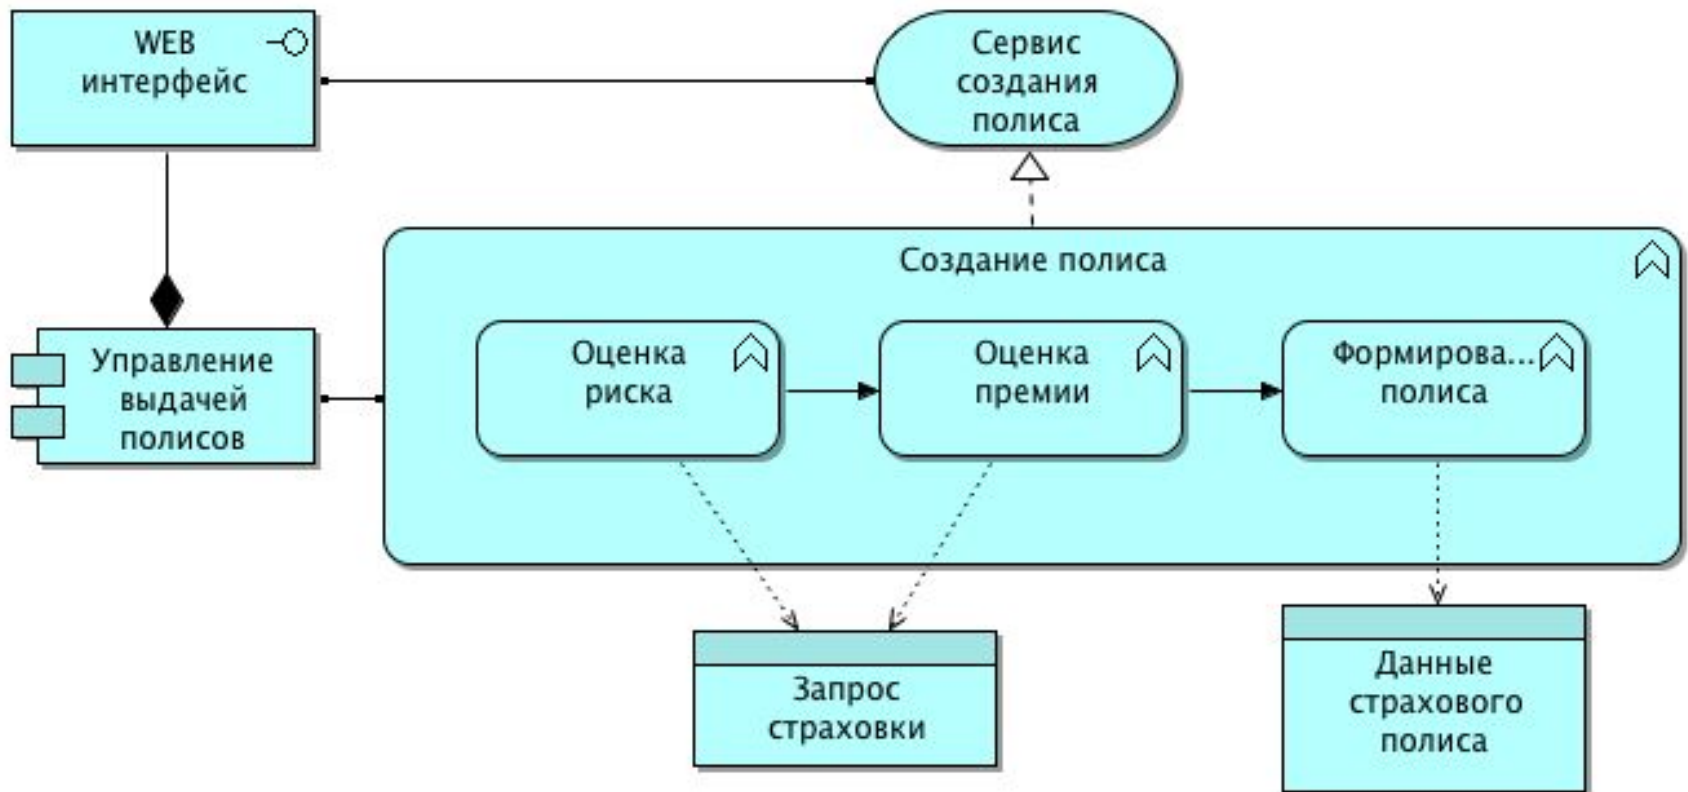 WEB
интерфейс
Сервис
создания
полиса
Создание полиса
Управление
выдачей
полисов
Оценка
риска
Оценка
премии
Формирова...
полиса
Запрос
страховки
Данные
страхового
полиса